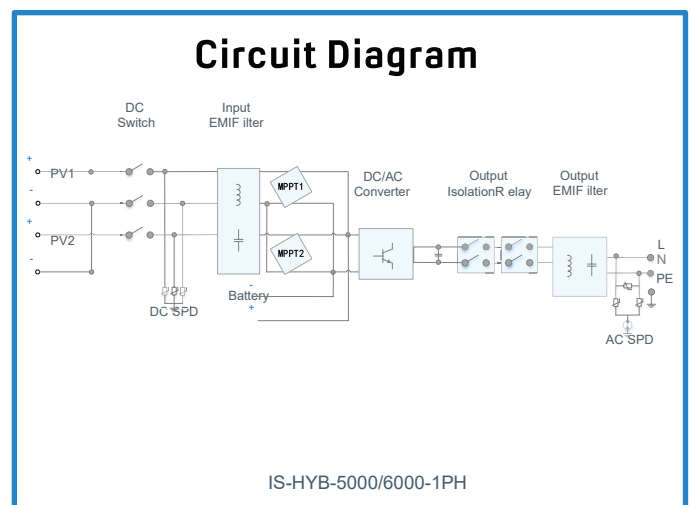 Circuit Diagram
DC
Switch
Input
EMIF ilter
DC/AC
Converter
Output
IsolationR elay
Output
EMIF ilter
+
PV1
-
+
PV2
-
MPPT1
MPPT2
Battery
-
+
DC SPD
L
N
PE
AC SPD
IS-HYB-5000/6000-1PH